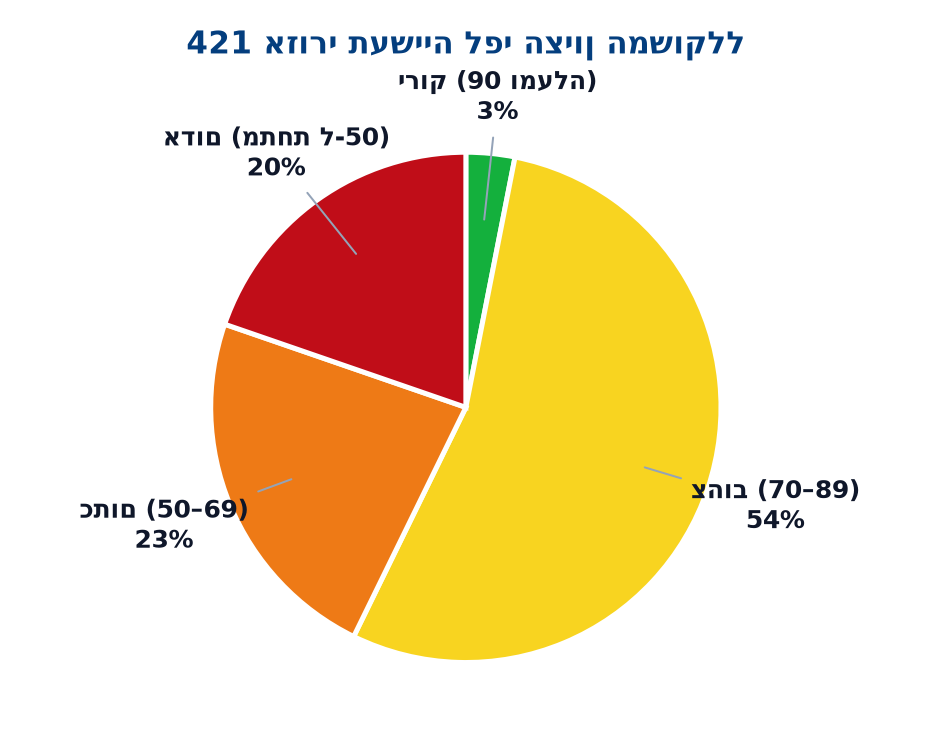 421 אזורי תעשייה לפי הציון המשוקלל
ירוק (90 ומעלה)
3%
אדום (מתחת ל-50)
20%
צהוב (70–89)
54%
כתום (50–69)
23%